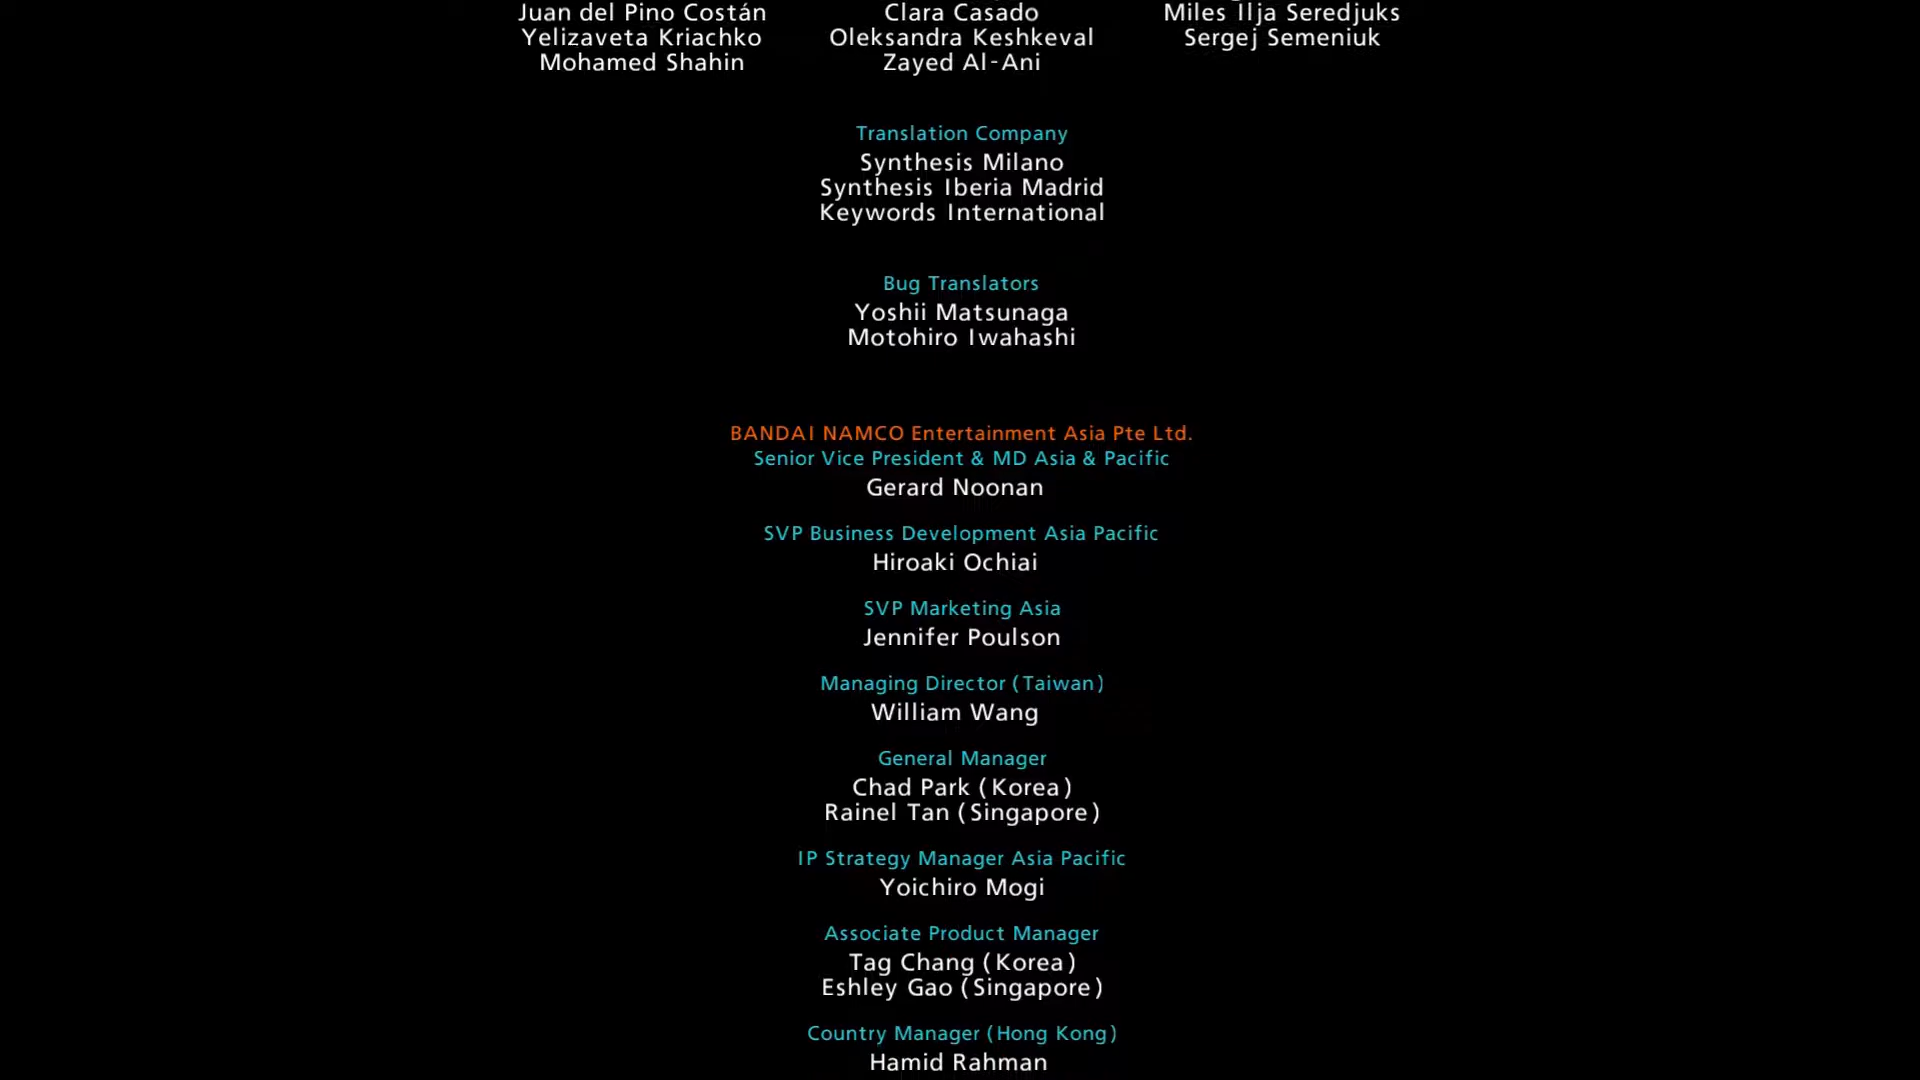 Juan del Pino Costán Clara Casado Miles Ilja Seredjuks
Yelizaveta Kriachko Oleksandra Keshkeval Sergej Semeniuk
Mohamed Shahin Zayed Al-Ani
Translation Company
Synthesis Milano
Synthesis Iberia Madrid
Keywords International
Bug Translators
Yoshii Matsunaga
Motohiro Iwahashi
BANDAI NAMCO Entertainment Asia Pte Ltd.
Senior Vice President & MD Asia & Pacific
Gerard Noonan
SVP Business Development Asia Pacific
Hiroaki Ochiai
SVP Marketing Asia
Jennifer Poulson
Managing Director (Taiwan)
William Wang
General Manager
Chad Park (Korea)
Rainel Tan (Singapore)
IP Strategy Manager Asia Pacific
Yoichiro Mogi
Associate Product Manager
Tag Chang (Korea)
Eshley Gao (Singapore)
Country Manager (Hong Kong)
Hamid Rahman